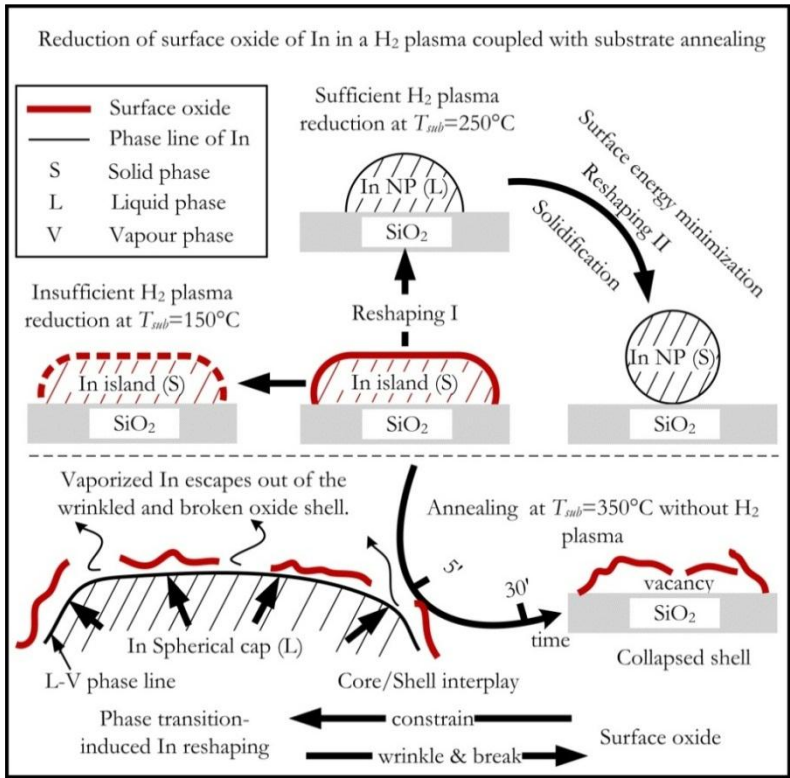 Reduction of surface oxide of In in a H₂ plasma coupled with substrate annealing
Surface oxide
Phase line of In
S Solid phase
L Liquid phase
V Vapour phase
Sufficient H₂ plasma
reduction at Tsub=250°C
In NP (L)
SiO₂
Surface energy minimization
Reshaping II
Solidification
In NP (S)
SiO₂
Insufficient H₂ plasma
reduction at Tsub=150°C
In island (S)
SiO₂
Reshaping I
In island (S)
SiO₂
Vaporized In escapes out of the
wrinkled and broken oxide shell.
In Spherical cap (L)
L-V phase line
Core/Shell interplay
Annealing at Tsub=350°C without H₂
plasma
5'
30'
time
vacancy
SiO₂
Collapsed shell
Phase transition-
induced In reshaping
constrain
wrinkle & break
Surface oxide